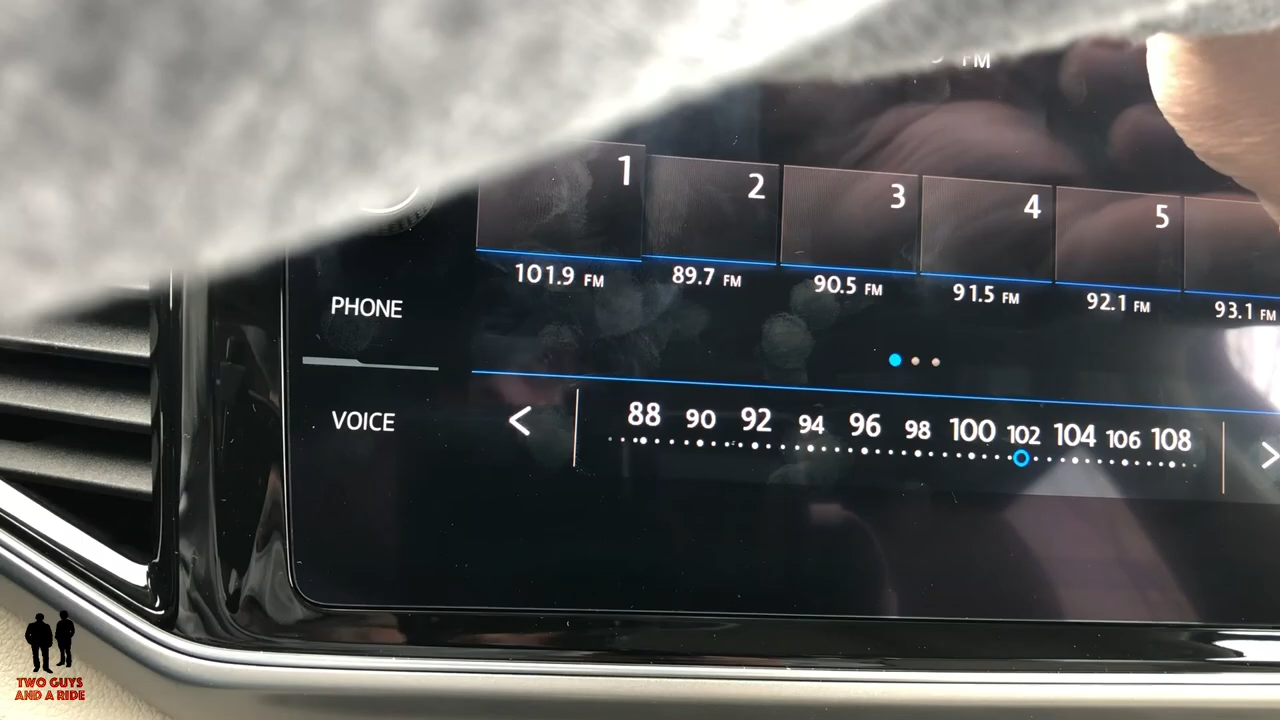 FM
1 2 3 4 5
101.9 FM 89.7 FM 90.5 FM 91.5 FM 92.1 FM 93.1 FM
PHONE
VOICE
88 90 92 94 96 98 100 102 104 106 108
TWO GUYS
AND A RIDE